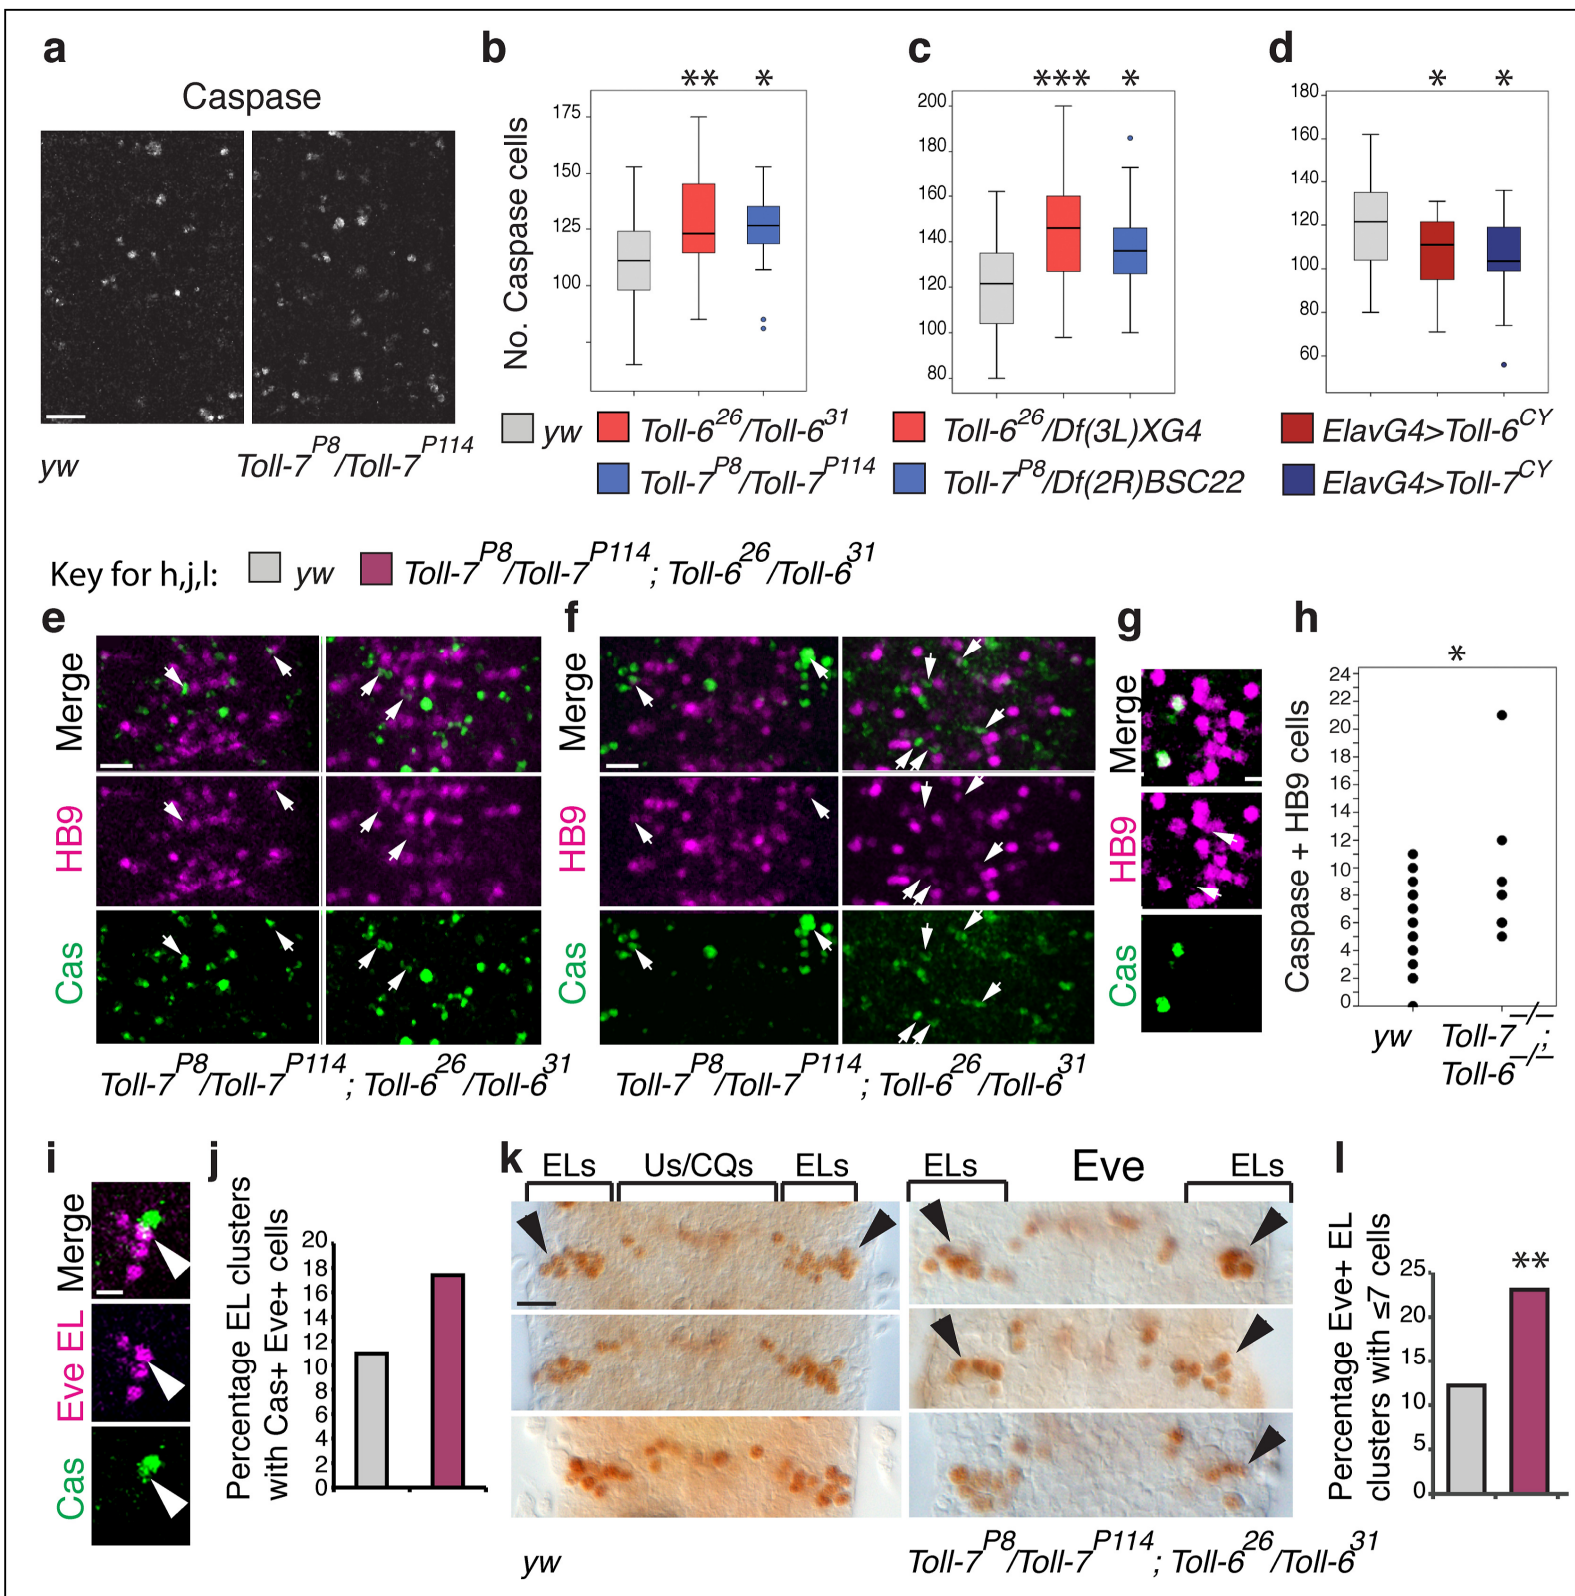 a
Caspase
yw
Toll-7P8/Toll-7P114
b
** *
No. Caspase cells
175
150
125
100
yw
Toll-626/Toll-631
Toll-7P8/Toll-7P114
c
*** *
200
180
160
140
120
100
80
Toll-626/Df(3L)XG4
Toll-7P8/Df(2R)BSC22
d
* *
180
160
140
120
100
80
60
ElavG4>Toll-6CY
ElavG4>Toll-7CY
Key for h,j,l: yw Toll-7P8/Toll-7P114; Toll-626/Toll-631
e
Merge
HB9
Cas
Toll-7P8/Toll-7P114; Toll-626/Toll-631
f
Merge
HB9
Cas
Toll-7P8/Toll-7P114; Toll-626/Toll-631
g
Merge
HB9
Cas
h
*
Caspase + HB9 cells
24
22
20
18
16
14
12
10
8
6
4
2
0
yw
Toll-7–/–;
Toll-6–/–
i
Merge
Eve EL
Cas
j
Percentage EL clusters
with Cas+ Eve+ cells
20
18
16
14
12
10
8
6
4
2
0
k
ELs Us/CQs ELs
yw
ELs Eve ELs
Toll-7P8/Toll-7P114; Toll-626/Toll-631
l
Percentage Eve+ EL
clusters with ≤7 cells
**
25
20
15
10
5
0